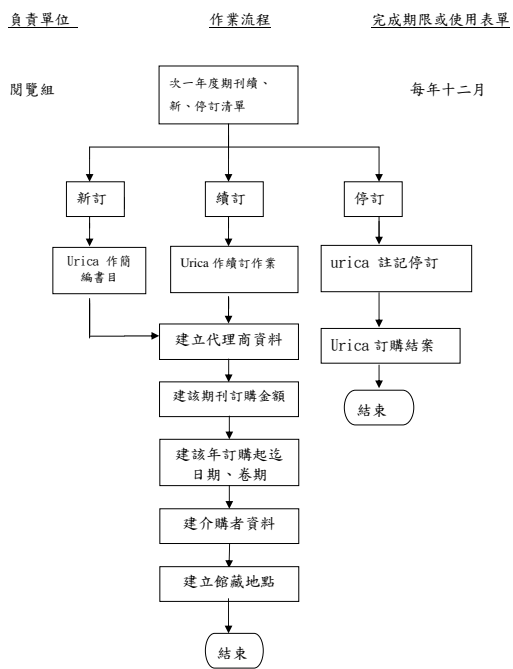 負責單位
作業流程
完成期限或使用表單
閱覽組
次一年度期刊續、
新、停訂清單
每年十二月
新訂
續訂
停訂
Urica 作簡
編書目
Urica 作續訂作業
urica 註記停訂
建立代理商資料
Urica 訂購結案
建該期刊訂購金額
結束
建該年訂購起迄
日期、卷期
建介購者資料
建立館藏地點
結束